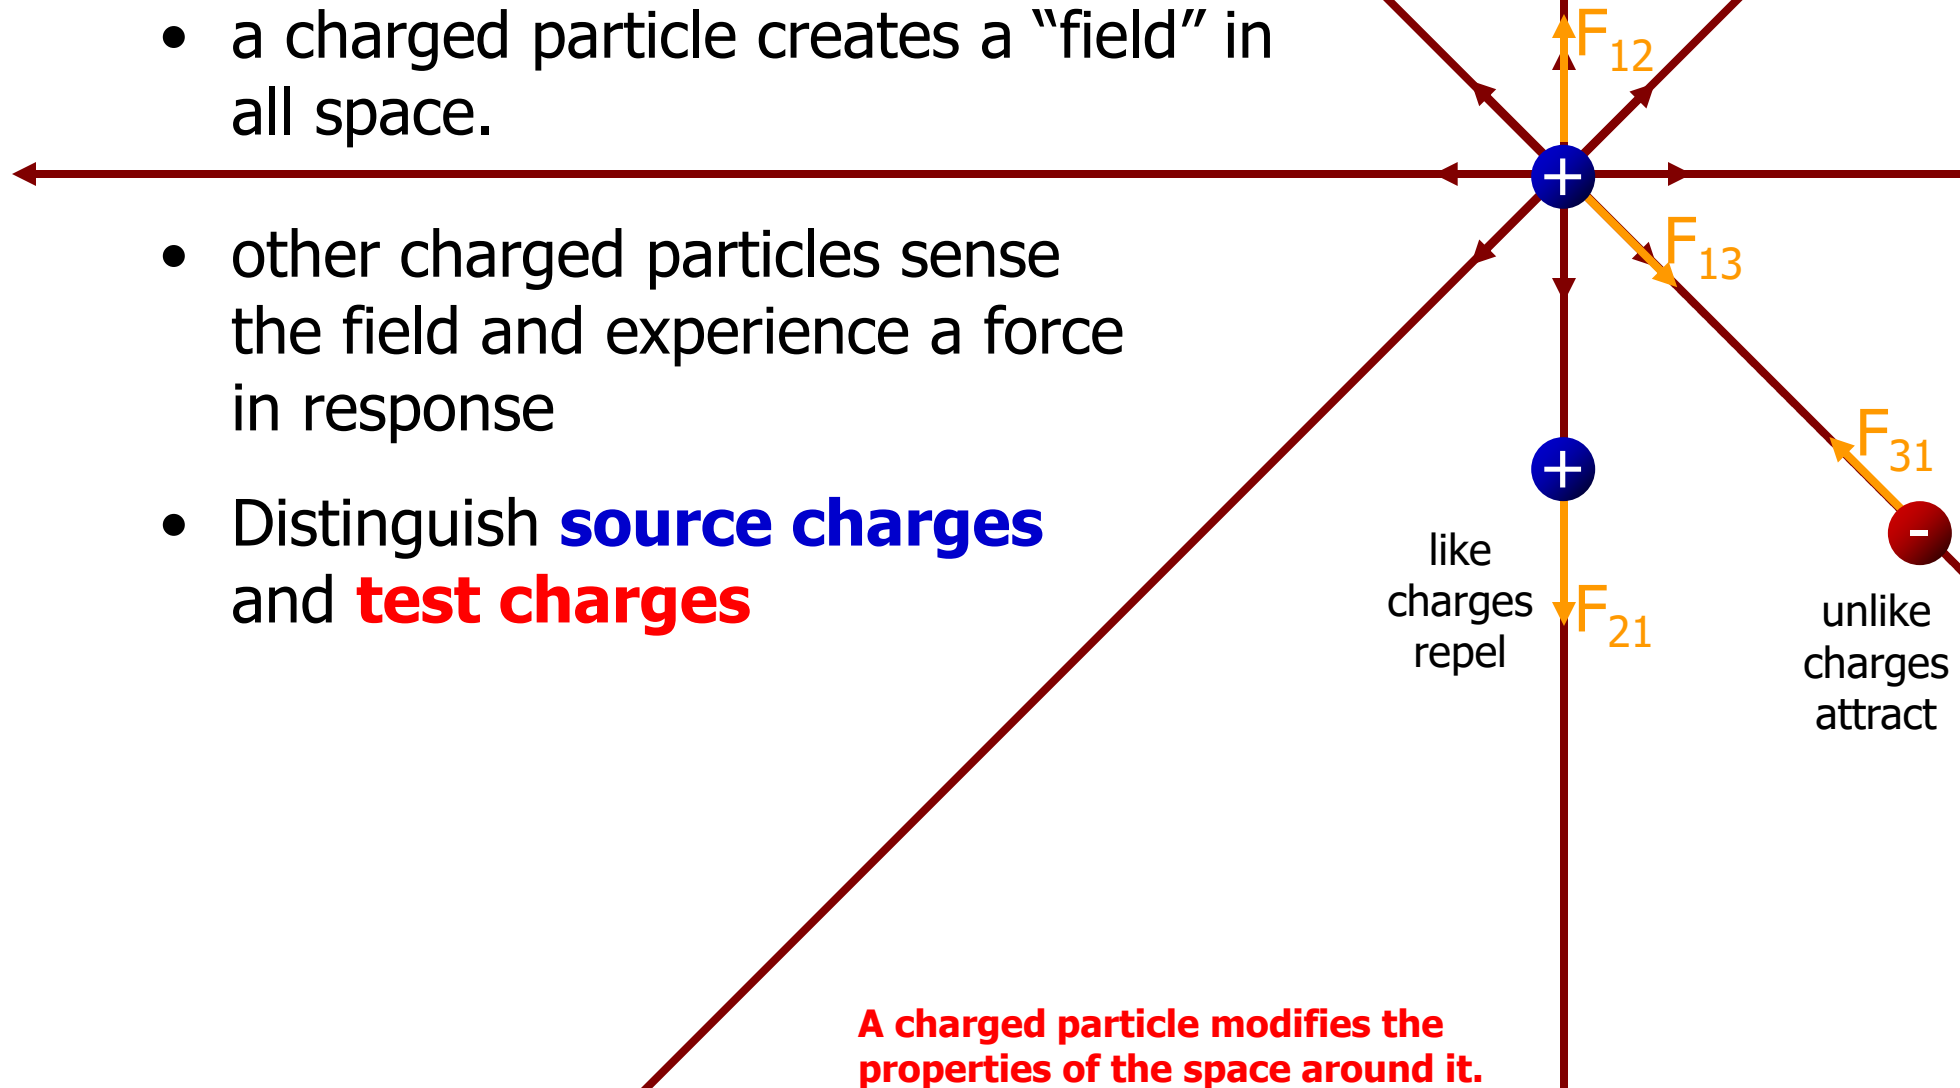 • a charged particle creates a “field” in
all space.
• other charged particles sense
the field and experience a force
in response
• Distinguish source charges
and test charges
F12
+
F13
+
F31
-
like
charges
repel
F21
unlike
charges
attract
A charged particle modifies the
properties of the space around it.